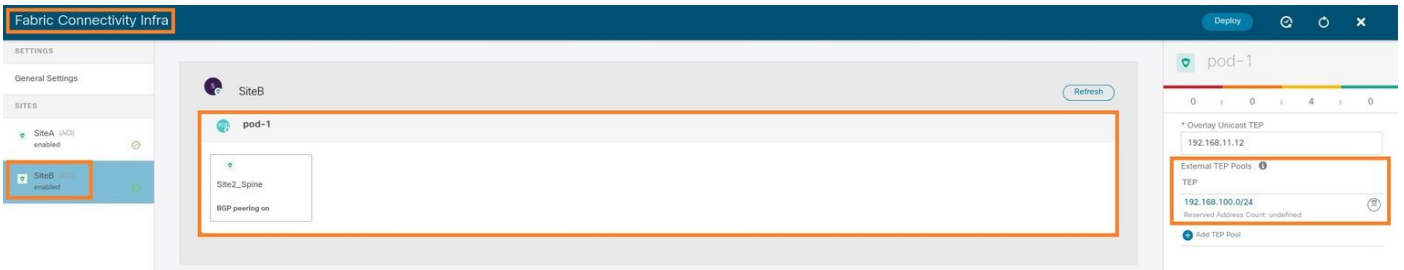 Fabric Connectivity Infra
Deploy
SETTINGS
General Settings
SITES
SiteA (ACI)
enabled
SiteB (ACI)
enabled
SiteB
Refresh
pod-1
Site2_Spine
BGP peering on
pod-1
0 0 4 0
* Overlay Unicast TEP
192.168.11.12
External TEP Pools
TEP
192.168.100.0/24
Reserved Address Count: undefined
Add TEP Pool